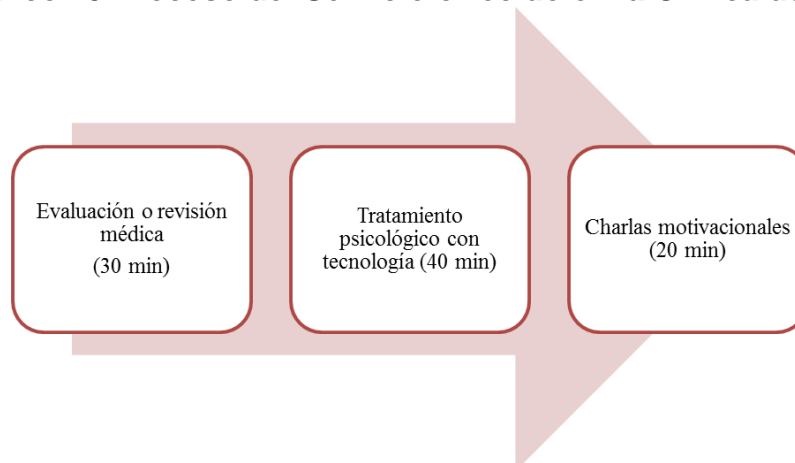 Evaluación o revisión
médica
(30 min)
Tratamiento
psicológico con
tecnología (40 min)
Charlas motivacionales
(20 min)